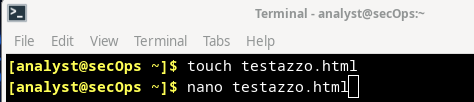 Terminal - analyst@secOps:~
File Edit View Terminal Tabs Help
[analyst@secOps ~]$ touch testazzo.html
[analyst@secOps ~]$ nano testazzo.html